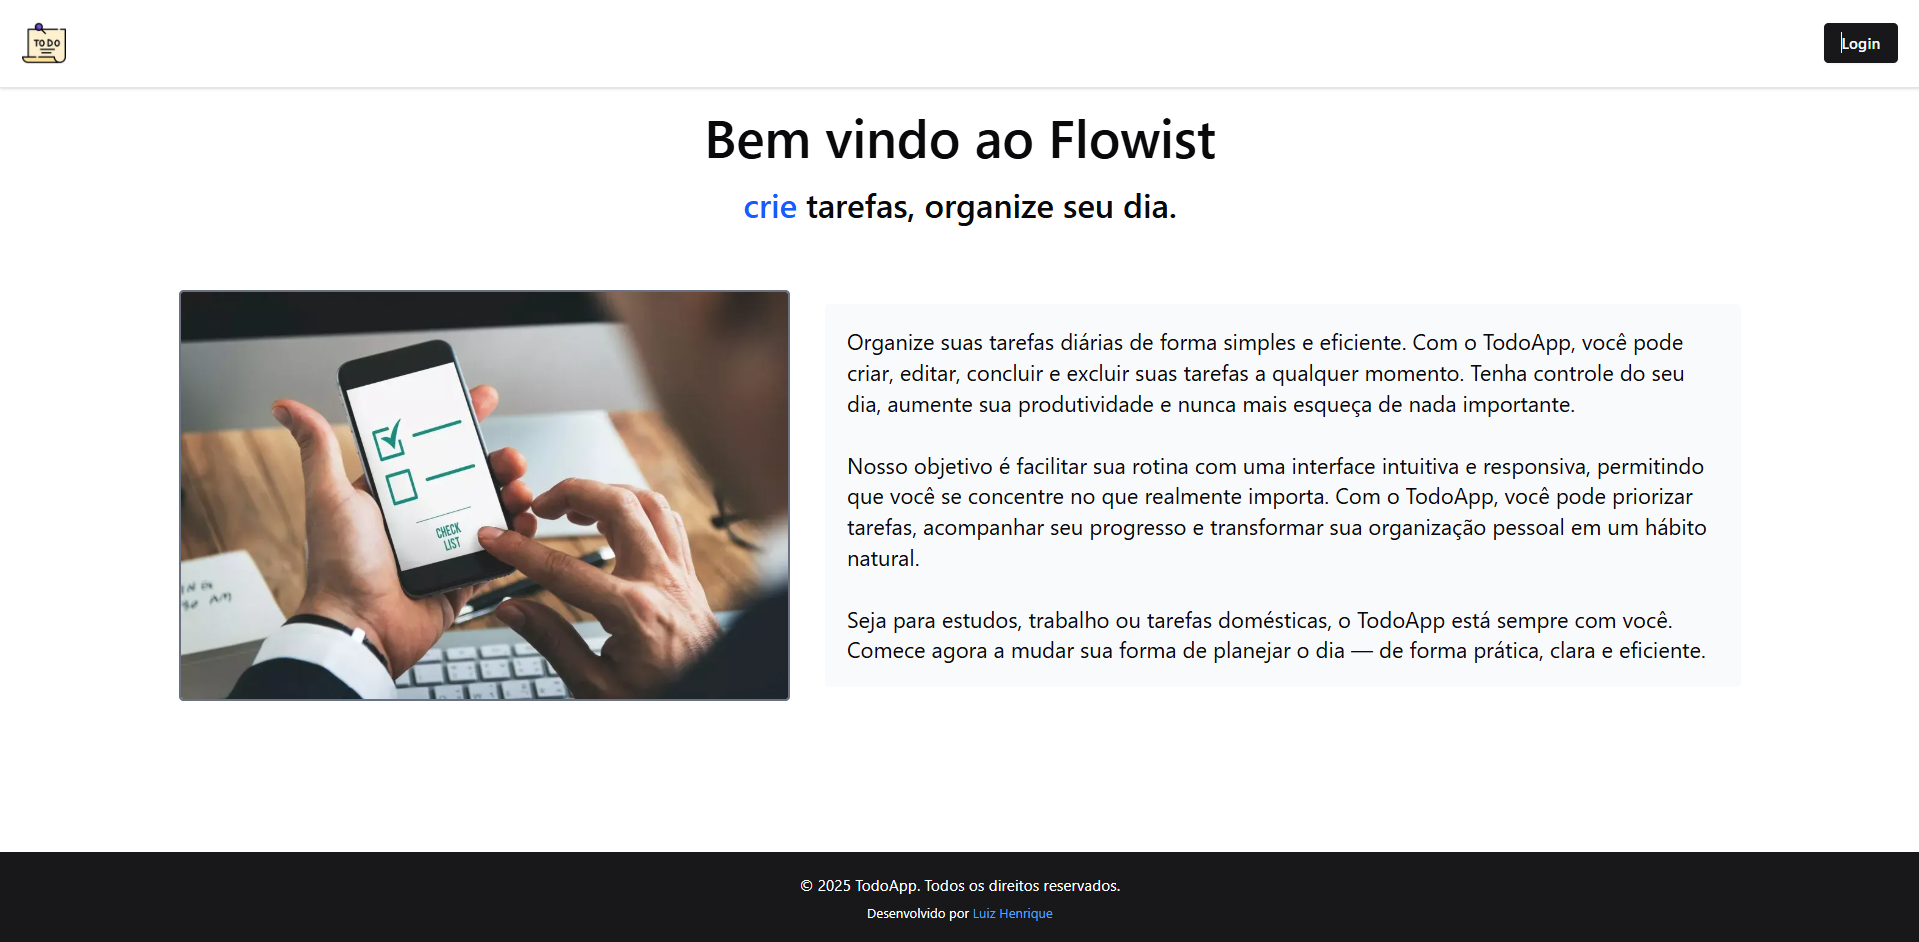 TO DO
Login
Bem vindo ao Flowist
crie tarefas, organize seu dia.
CHECK
LIST
Organize suas tarefas diárias de forma simples e eficiente. Com o TodoApp, você pode
criar, editar, concluir e excluir suas tarefas a qualquer momento. Tenha controle do seu
dia, aumente sua produtividade e nunca mais esqueça de nada importante.
Nosso objetivo é facilitar sua rotina com uma interface intuitiva e responsiva, permitindo
que você se concentre no que realmente importa. Com o TodoApp, você pode priorizar
tarefas, acompanhar seu progresso e transformar sua organização pessoal em um hábito
natural.
Seja para estudos, trabalho ou tarefas domésticas, o TodoApp está sempre com você.
Comece agora a mudar sua forma de planejar o dia — de forma prática, clara e eficiente.
© 2025 TodoApp. Todos os direitos reservados.
Desenvolvido por Luiz Henrique